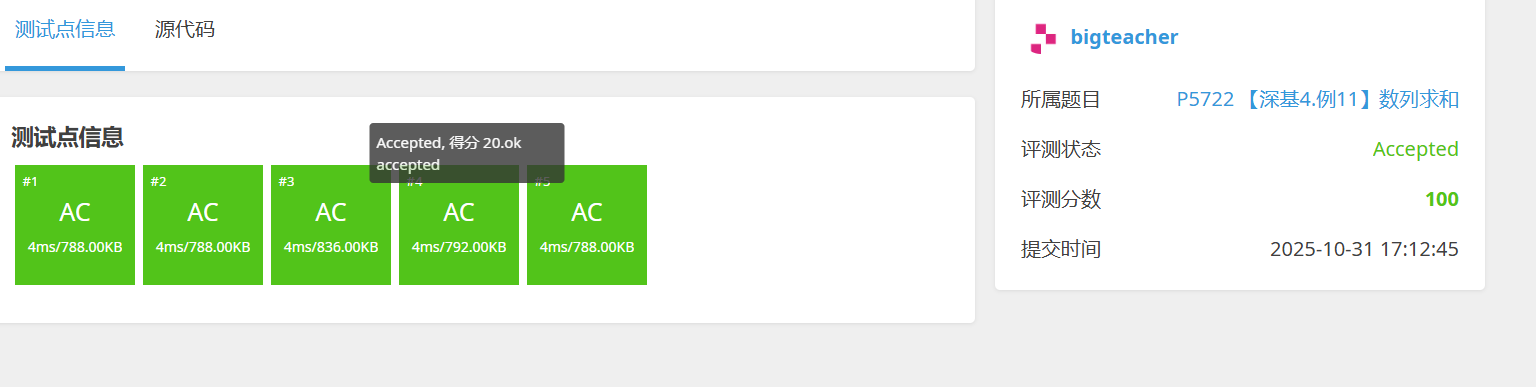 测试点信息 源代码
测试点信息
Accepted, 得分 20.ok
accepted
#1 #2 #3 #4 #5
AC AC AC AC AC
4ms/788.00KB 4ms/788.00KB 4ms/836.00KB 4ms/792.00KB 4ms/788.00KB
bigteacher
所属题目 P5722 【深基4.例11】数列求和
评测状态 Accepted
评测分数 100
提交时间 2025-10-31 17:12:45